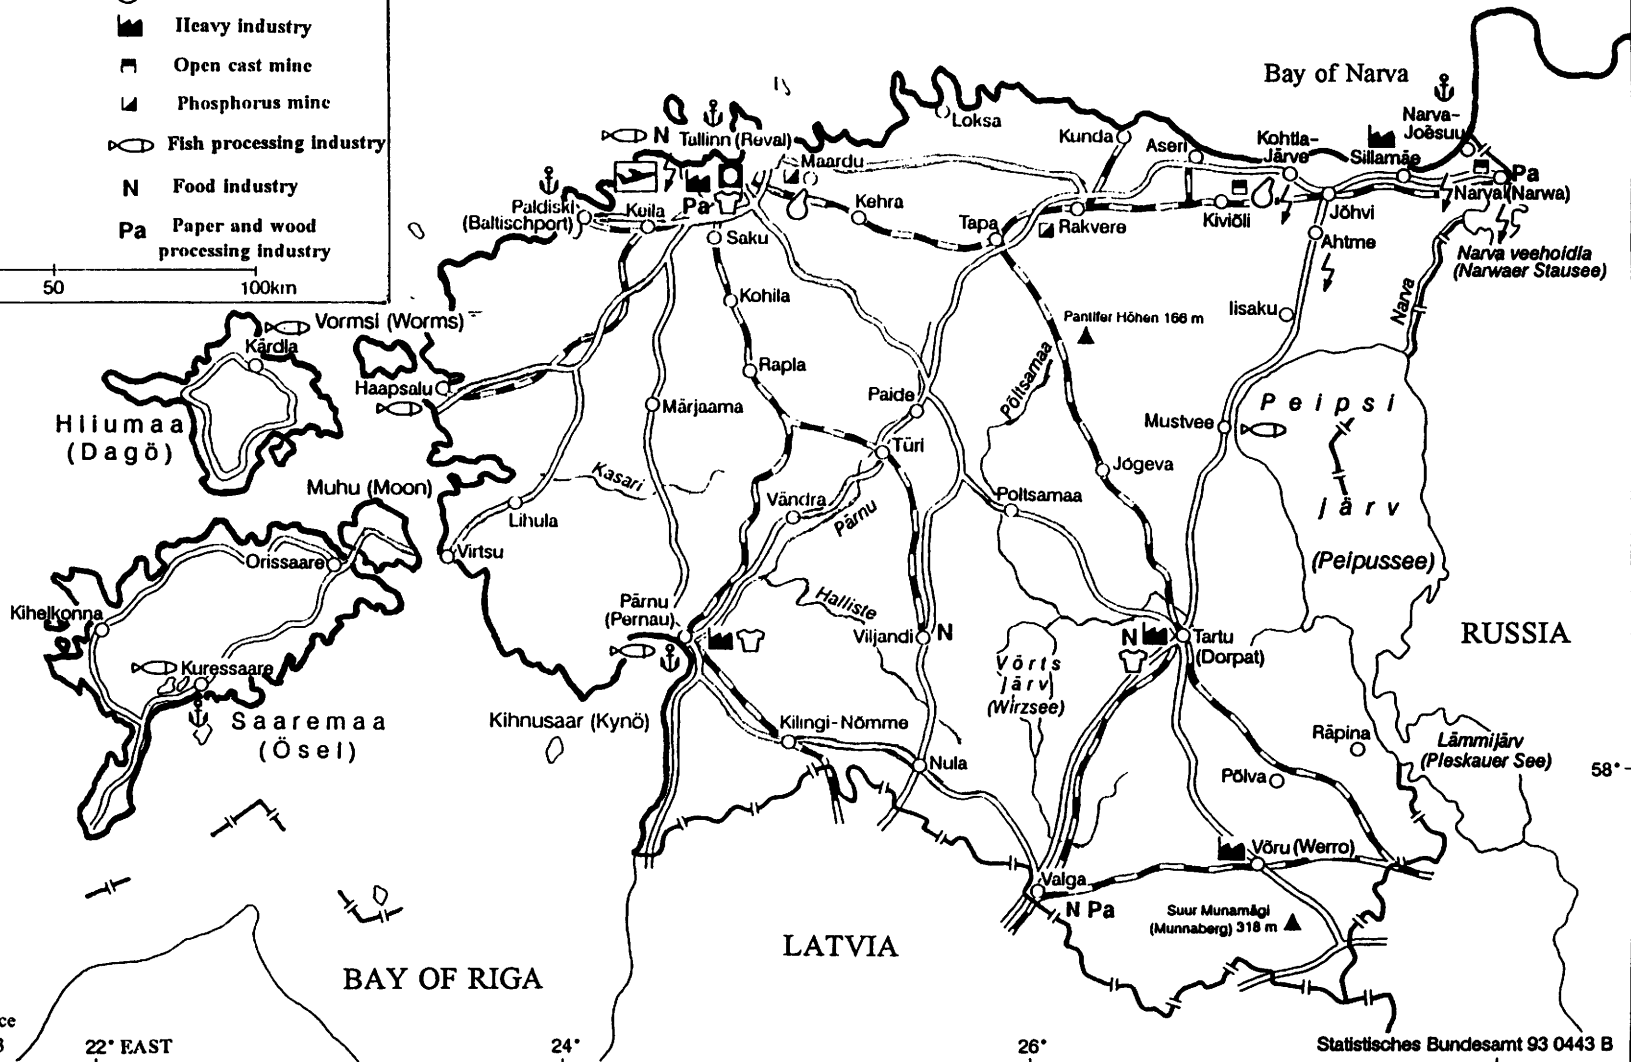 Heavy industry
Open cast mine
Phosphorus mine
Fish processing industry
N Food industry
Pa Paper and wood
processing industry
50
100km
Bay of Narva
Loksa
Kunda
Aseri
Kohtla-
Järve
Sillamäe
Narva-
Joèsuu
Pa
Narva (Narwa)
N
Tallinn (Reval)
Maardu
Pa
Paldiski
(Baltischport)
Keila
Saku
Kehra
Tapa
Rakvere
Kiviõli
Jõhvi
Ahtme
Narva veehoidla
(Narwaer Stausee)
Narva
Iisaku
Kohila
Pantifer Höhen 166 m
Vormsi (Worms)
Kärdla
Haapsalu
Hiiumaa
(Dagö)
Rapla
Märjaama
Paide
Türi
Põltsamaa
Mustvee
Peipsi
järv
(Peipussee)
Jógeva
Kasari
Muhu (Moon)
Lihula
Virtsu
Vändra
Pärnu
Poltsamaa
Orissaare
Kihelkonna
Kuressaare
Saaremaa
(Ösel)
Pärnu
(Pernau)
Halliste
Viljandi N
N
Tartu
(Dorpat)
RUSSIA
Võrts
järv
(Wirzsee)
Kihnusaar (Kynö)
Kilingi-Nõmme
Nula
Räpina
Põlva
Lämmijärv
(Pleskauer See)
58°
Võru (Werro)
Valga
N Pa
Suur Munamägi
(Munnaberg) 318 m
LATVIA
BAY OF RIGA
22° EAST
24°
26°
Statistisches Bundesamt 93 0443 B